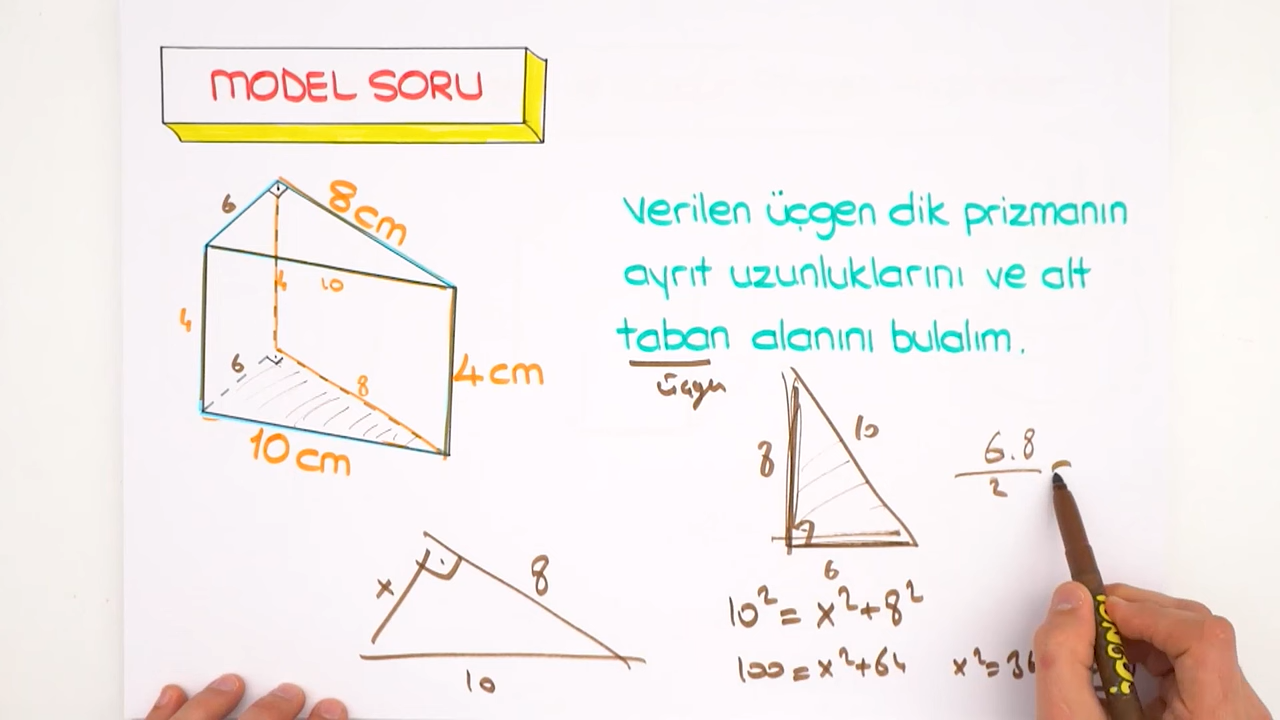 MODEL SORU
6
8cm
10
4
4
6
8
4cm
10cm
Verilen üçgen dik prizmanın
ayrıt uzunluklarını ve alt
taban alanını bulalım.
üçgen
8
10
6
6.8
2
=
x
8
10
10² = x² + 8²
100 = x² + 64 x² = 36